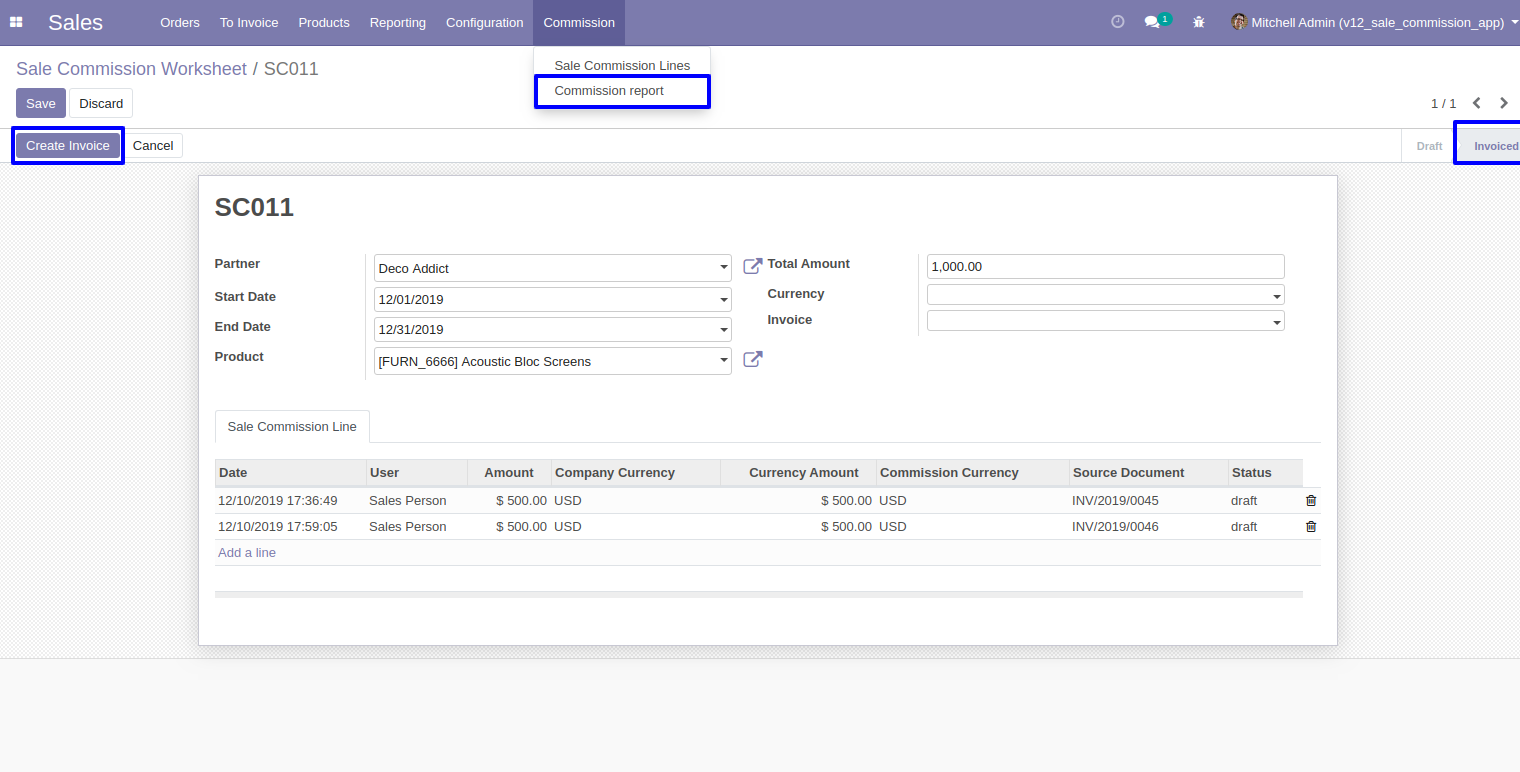 Sales Orders To Invoice Products Reporting Configuration Commission 1 Mitchell Admin (v12_sale_commission_app)
Sale Commission Lines
Commission report
Sale Commission Worksheet / SC011
Save Discard 1 / 1
Create Invoice Cancel Draft Invoiced
SC011
Partner Deco Addict Total Amount 1,000.00
Start Date 12/01/2019 Currency
End Date 12/31/2019 Invoice
Product [FURN_6666] Acoustic Bloc Screens
Sale Commission Line
Date User Amount Company Currency Currency Amount Commission Currency Source Document Status
12/10/2019 17:36:49 Sales Person $ 500.00 USD $ 500.00 USD INV/2019/0045 draft
12/10/2019 17:59:05 Sales Person $ 500.00 USD $ 500.00 USD INV/2019/0046 draft
Add a line